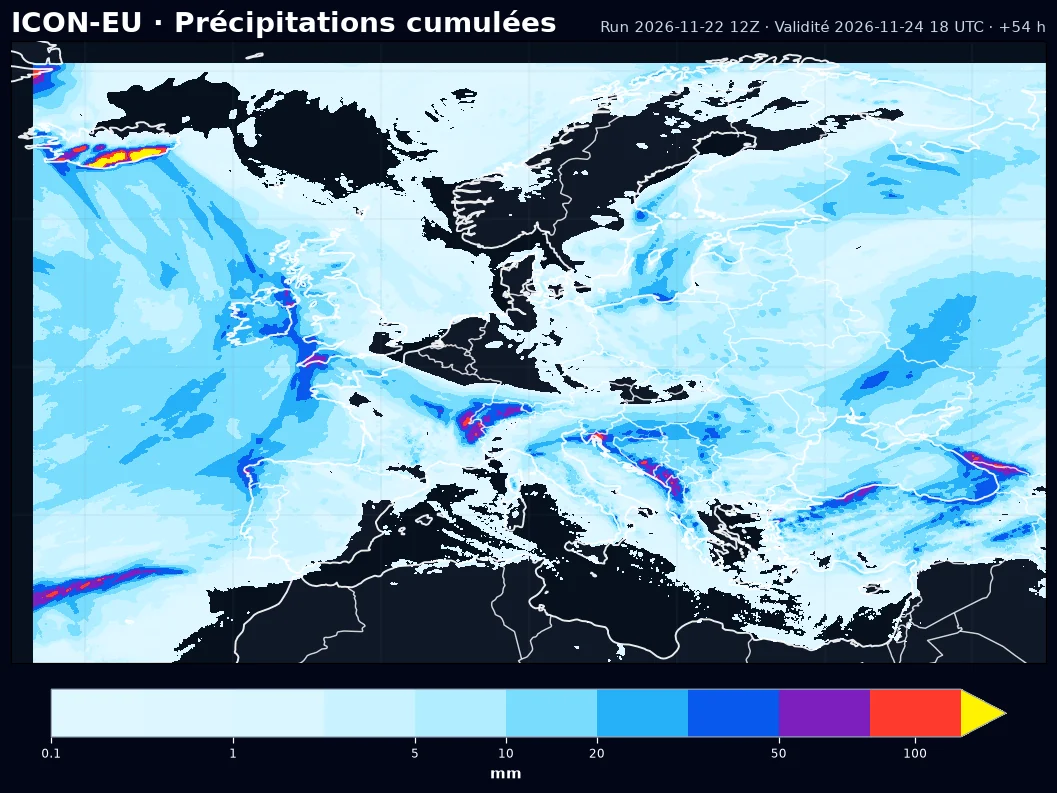 ICON-EU · Précipitations cumulées
Run 2026-11-22 12Z · Validité 2026-11-24 18 UTC · +54 h
0.1 1 5 10 20 50 100
mm